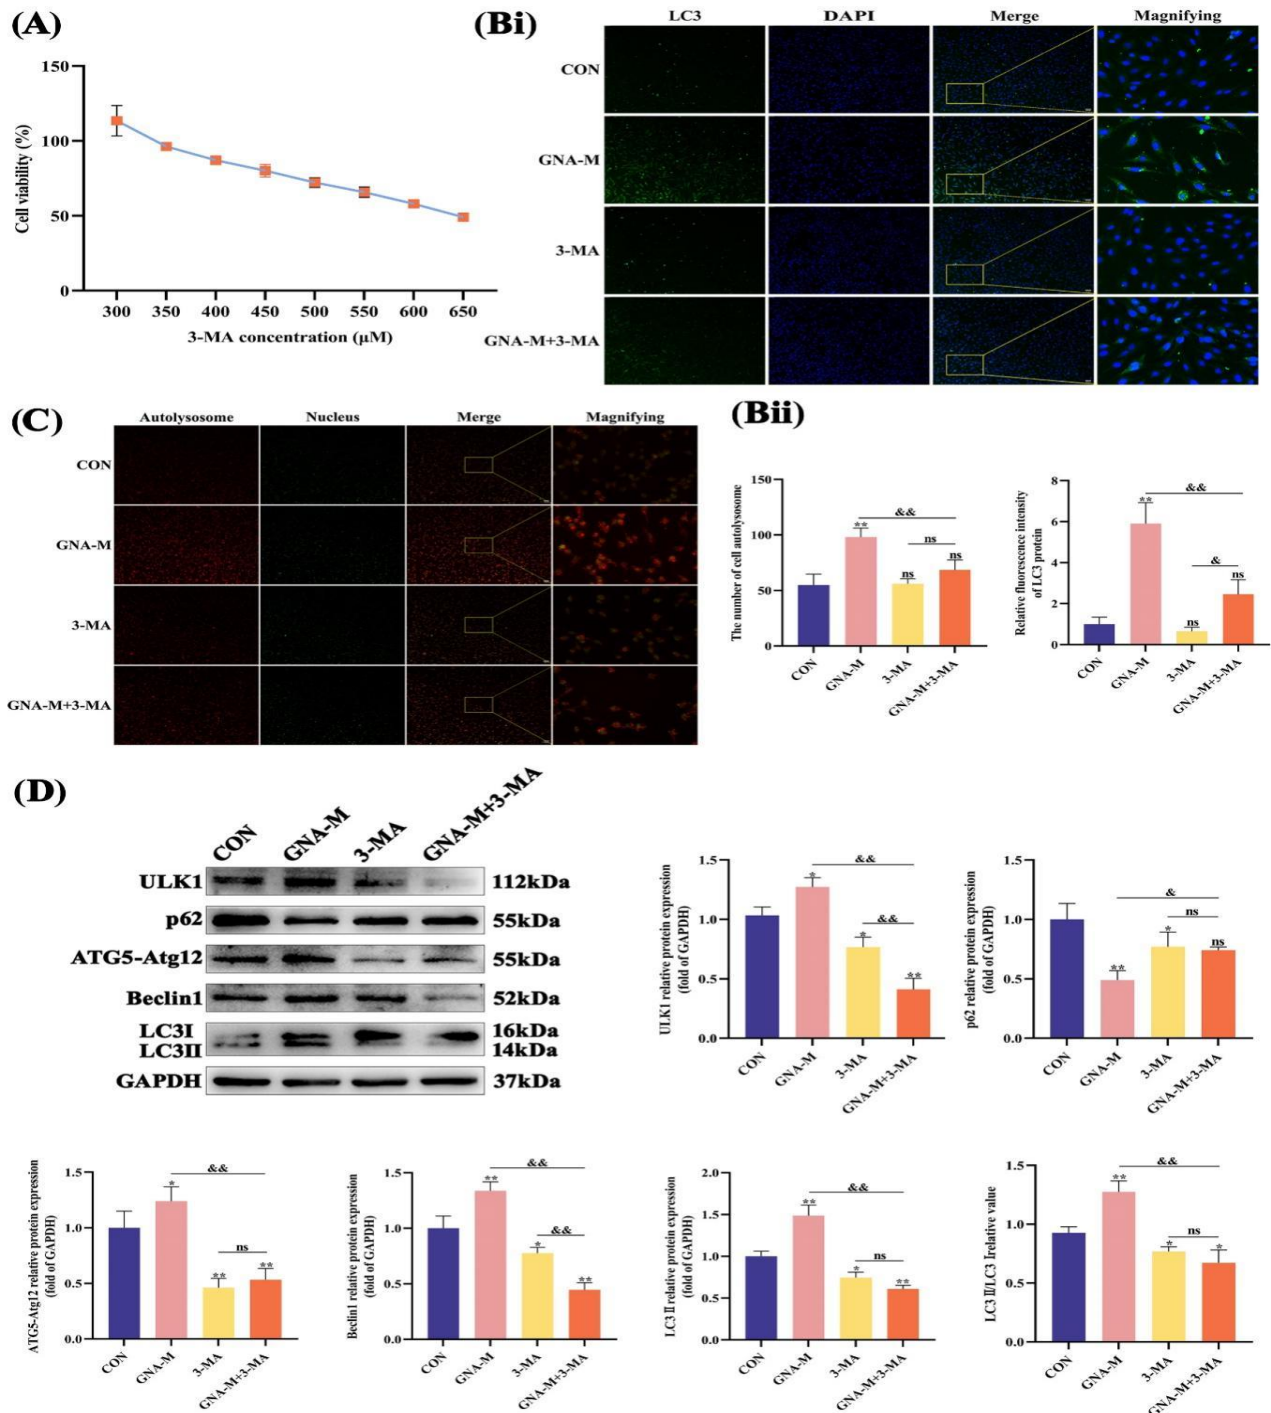 (A)
150
100
50
0
Cell viability (%)
300 350 400 450 500 550 600 650
3-MA concentration (μM)
(Bi)
LC3 DAPI Merge Magnifying
CON
GNA-M
3-MA
GNA-M+3-MA
(C)
Autolysosome Nucleus Merge Magnifying
CON
GNA-M
3-MA
GNA-M+3-MA
(Bii)
The number of cell autolysosome
150
100
50
0
&&
**
ns
ns
ns
CON GNA-M 3-MA GNA-M+3-MA
Relative fluorescence intensity
of LC3 protein
8
6
4
2
0
&&
**
&
ns
ns
CON GNA-M 3-MA GNA-M+3-MA
(D)
CON GNA-M 3-MA GNA-M+3-MA
ULK1 112kDa
p62 55kDa
ATG5-Atg12 55kDa
Beclin1 52kDa
LC3I 16kDa
LC3II 14kDa
GAPDH 37kDa
ULK1 relative protein expression
(fold of GAPDH)
1.5
1.0
0.5
0.0
&&
*
&&
*
**
CON GNA-M 3-MA GNA-M+3-MA
p62 relative protein expression
(fold of GAPDH)
1.5
1.0
0.5
0.0
&
ns
*
ns
**
CON GNA-M 3-MA GNA-M+3-MA
ATG5-Atg12 relative protein expression
(fold of GAPDH)
1.5
1.0
0.5
0.0
&&
*
ns
**
**
CON GNA-M 3-MA GNA-M+3-MA
Beclin1 relative protein expression
(fold of GAPDH)
1.5
1.0
0.5
0.0
&&
**
&&
*
**
CON GNA-M 3-MA GNA-M+3-MA
LC3 II relative protein expression
(fold of GAPDH)
2.0
1.5
1.0
0.5
0.0
&&
**
ns
*
**
CON GNA-M 3-MA GNA-M+3-MA
LC3 II/LC3 Irelative value
1.5
1.0
0.5
0.0
&&
**
ns
*
*
CON GNA-M 3-MA GNA-M+3-MA